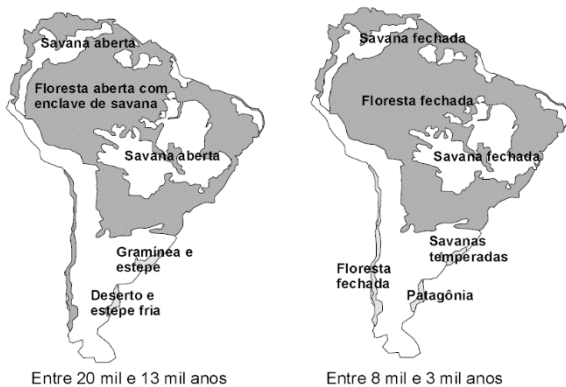 Savana aberta
Floresta aberta com
enclave de savana
Savana aberta
Gramínea e
estepe
Deserto e
estepe fria
Entre 20 mil e 13 mil anos
Savana fechada
Floresta fechada
Savana fechada
Savanas
temperadas
Floresta
fechada
Patagônia
Entre 8 mil e 3 mil anos